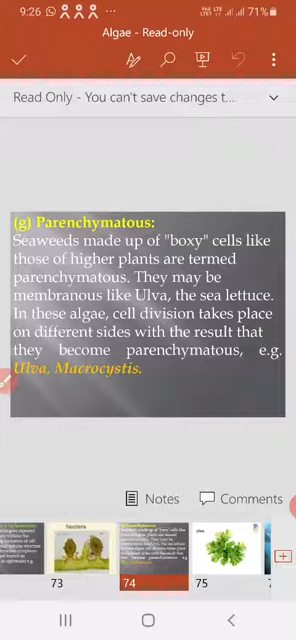 9:26
71%
Algae - Read-only
Read Only - You can't save changes t...
(g) Parenchymatous:
Seaweeds made up of "boxy" cells like
those of higher plants are termed
parenchymatous. They may be
membranous like Ulva, the sea lettuce.
In these algae, cell division takes place
on different sides with the result that
they become parenchymatous, e.g.
Ulva, Macrocystis.
Notes
Comments
73
74
75